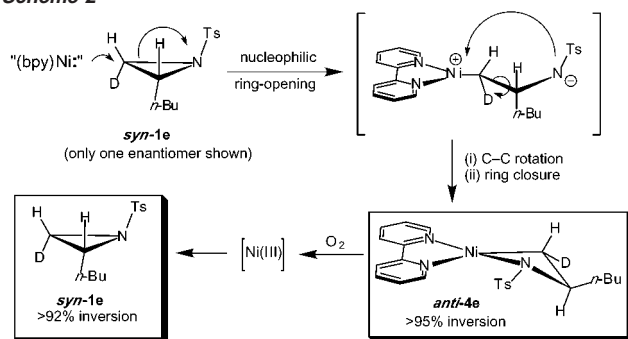 Scheme 2
"(bpy)Ni:"
H
H
N
Ts
D
n-Bu
syn-1e
(only one enantiomer shown)
nucleophilic
ring-opening
N
N
Ni
⊕
H
H
D
n-Bu
N
⊖
Ts
(i) C–C rotation
(ii) ring closure
H
H
N
Ts
D
n-Bu
syn-1e
>92% inversion
[Ni(III)]
O2
N
N
Ni
H
D
N
Ts
n-Bu
H
anti-4e
>95% inversion